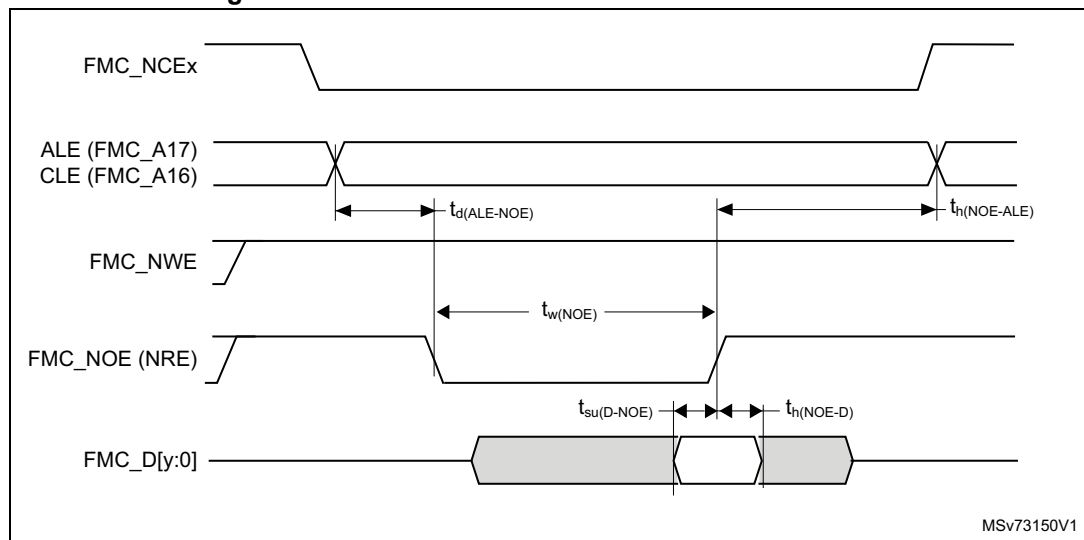 FMC_NCEx
ALE (FMC_A17)
CLE (FMC_A16)
td(ALE-NOE)
th(NOE-ALE)
FMC_NWE
tw(NOE)
FMC_NOE (NRE)
tsu(D-NOE)
th(NOE-D)
FMC_D[y:0]
MSv73150V1